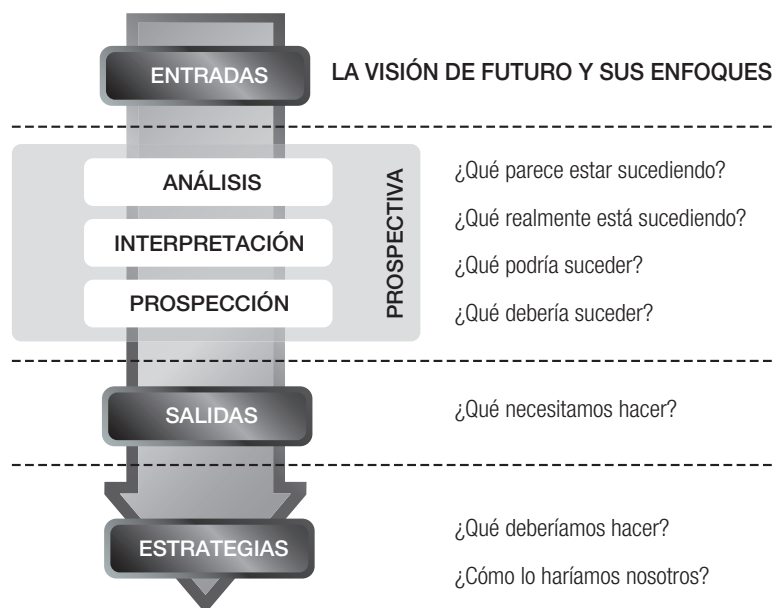 ENTRADAS
LA VISIÓN DE FUTURO Y SUS ENFOQUES
ANÁLISIS
INTERPRETACIÓN
PROSPECCIÓN
PROSPECTIVA
¿Qué parece estar sucediendo?
¿Qué realmente está sucediendo?
¿Qué podría suceder?
¿Qué debería suceder?
SALIDAS
¿Qué necesitamos hacer?
ESTRATEGIAS
¿Qué deberíamos hacer?
¿Cómo lo haríamos nosotros?